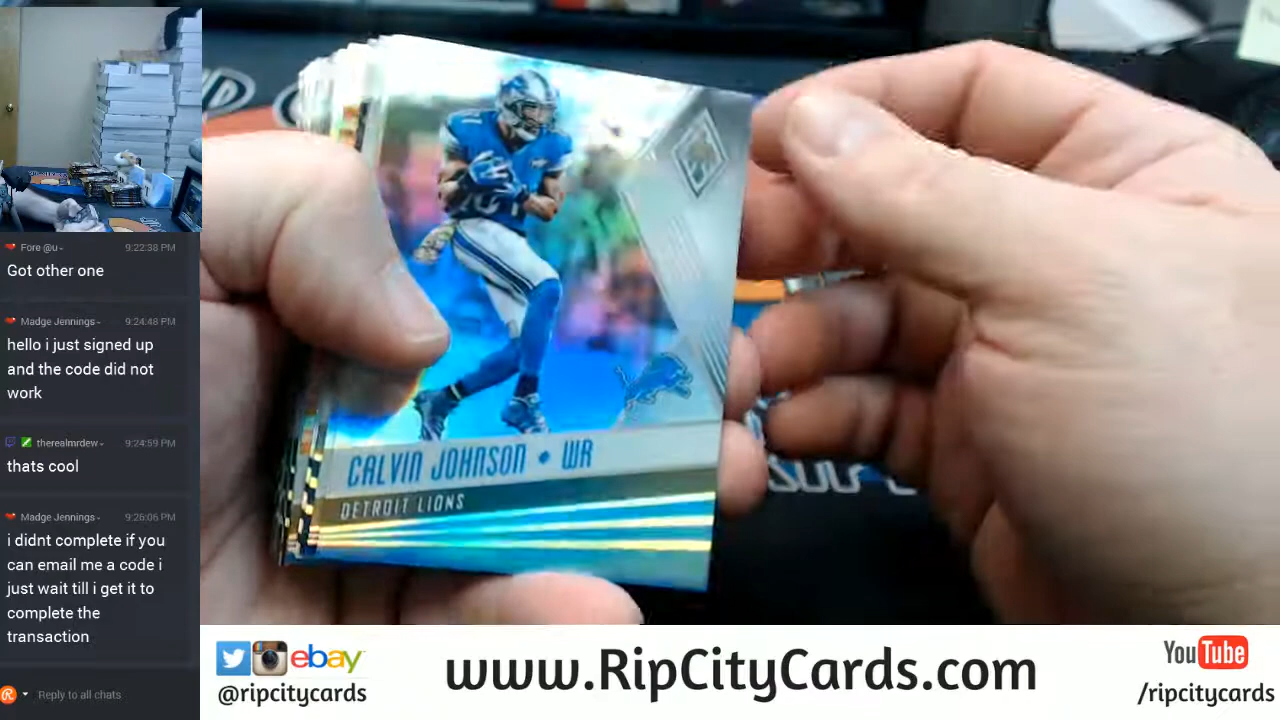 Fore @u
9:22:38 PM
Got other one
Madge Jennings
9:24:48 PM
hello i just signed up
and the code did not
work
therealmrdew
9:24:59 PM
thats cool
Madge Jennings
9:26:06 PM
i didnt complete if you
can email me a code i
just wait till i get it to
complete the
transaction
Reply to all chats
CALVIN JOHNSON • WR
DETROIT LIONS
ebay
@ripcitycards
www.RipCityCards.com
YouTube
/ripcitycards